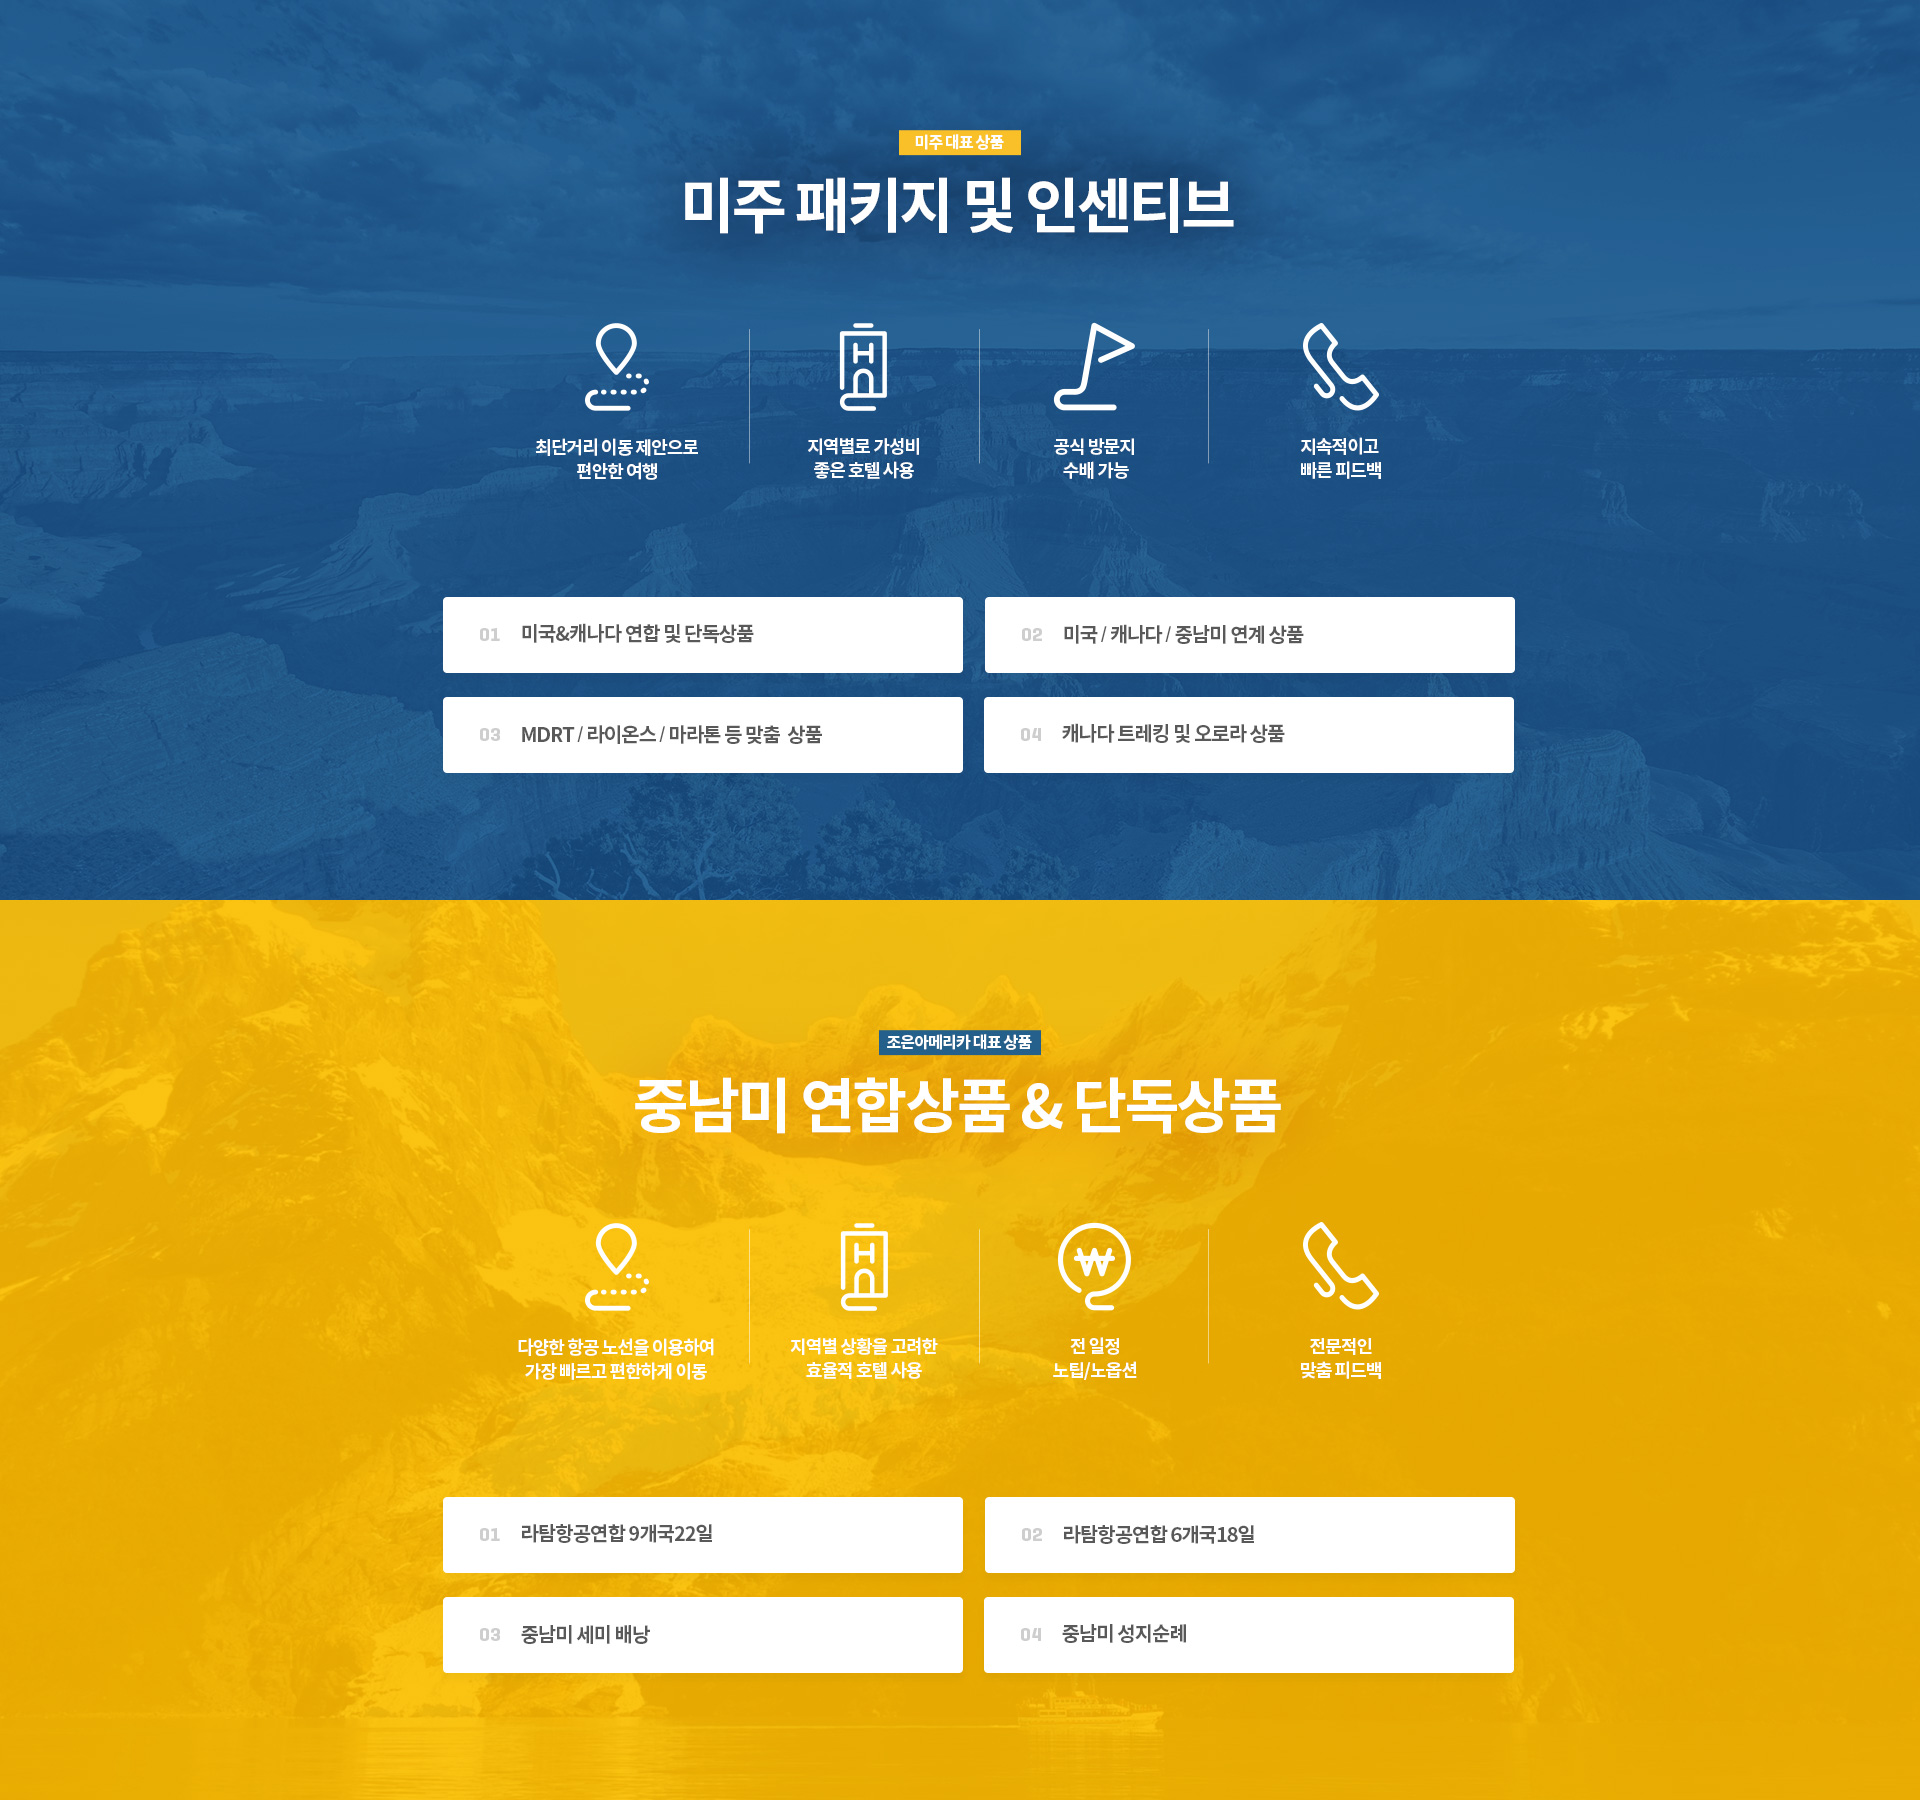 미주 대표 상품
미주 패키지 및 인센티브
최단거리 이동 제안으로
편안한 여행
지역별로 가성비
좋은 호텔 사용
공식 방문지
수배 가능
지속적이고
빠른 피드백
01 미국&캐나다 연합 및 단독상품
02 미국 / 캐나다 / 중남미 연계 상품
03 MDRT / 라이온스 / 마라톤 등 맞춤 상품
04 캐나다 트레킹 및 오로라 상품
조은아메리카 대표 상품
중남미 연합상품 & 단독상품
다양한 항공 노선을 이용하여
가장 빠르고 편한하게 이동
지역별 상황을 고려한
효율적 호텔 사용
전 일정
노팁/노옵션
전문적인
맞춤 피드백
01 라탐항공연합 9개국22일
02 라탐항공연합 6개국18일
03 중남미 세미 배낭
04 중남미 성지순례